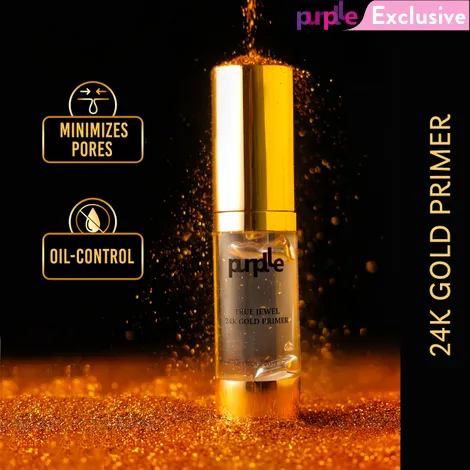 purplle Exclusive
MINIMIZES
PORES
OIL-CONTROL
purplle
TRUE JEWEL
24K GOLD PRIMER
24K GOLD PRIMER